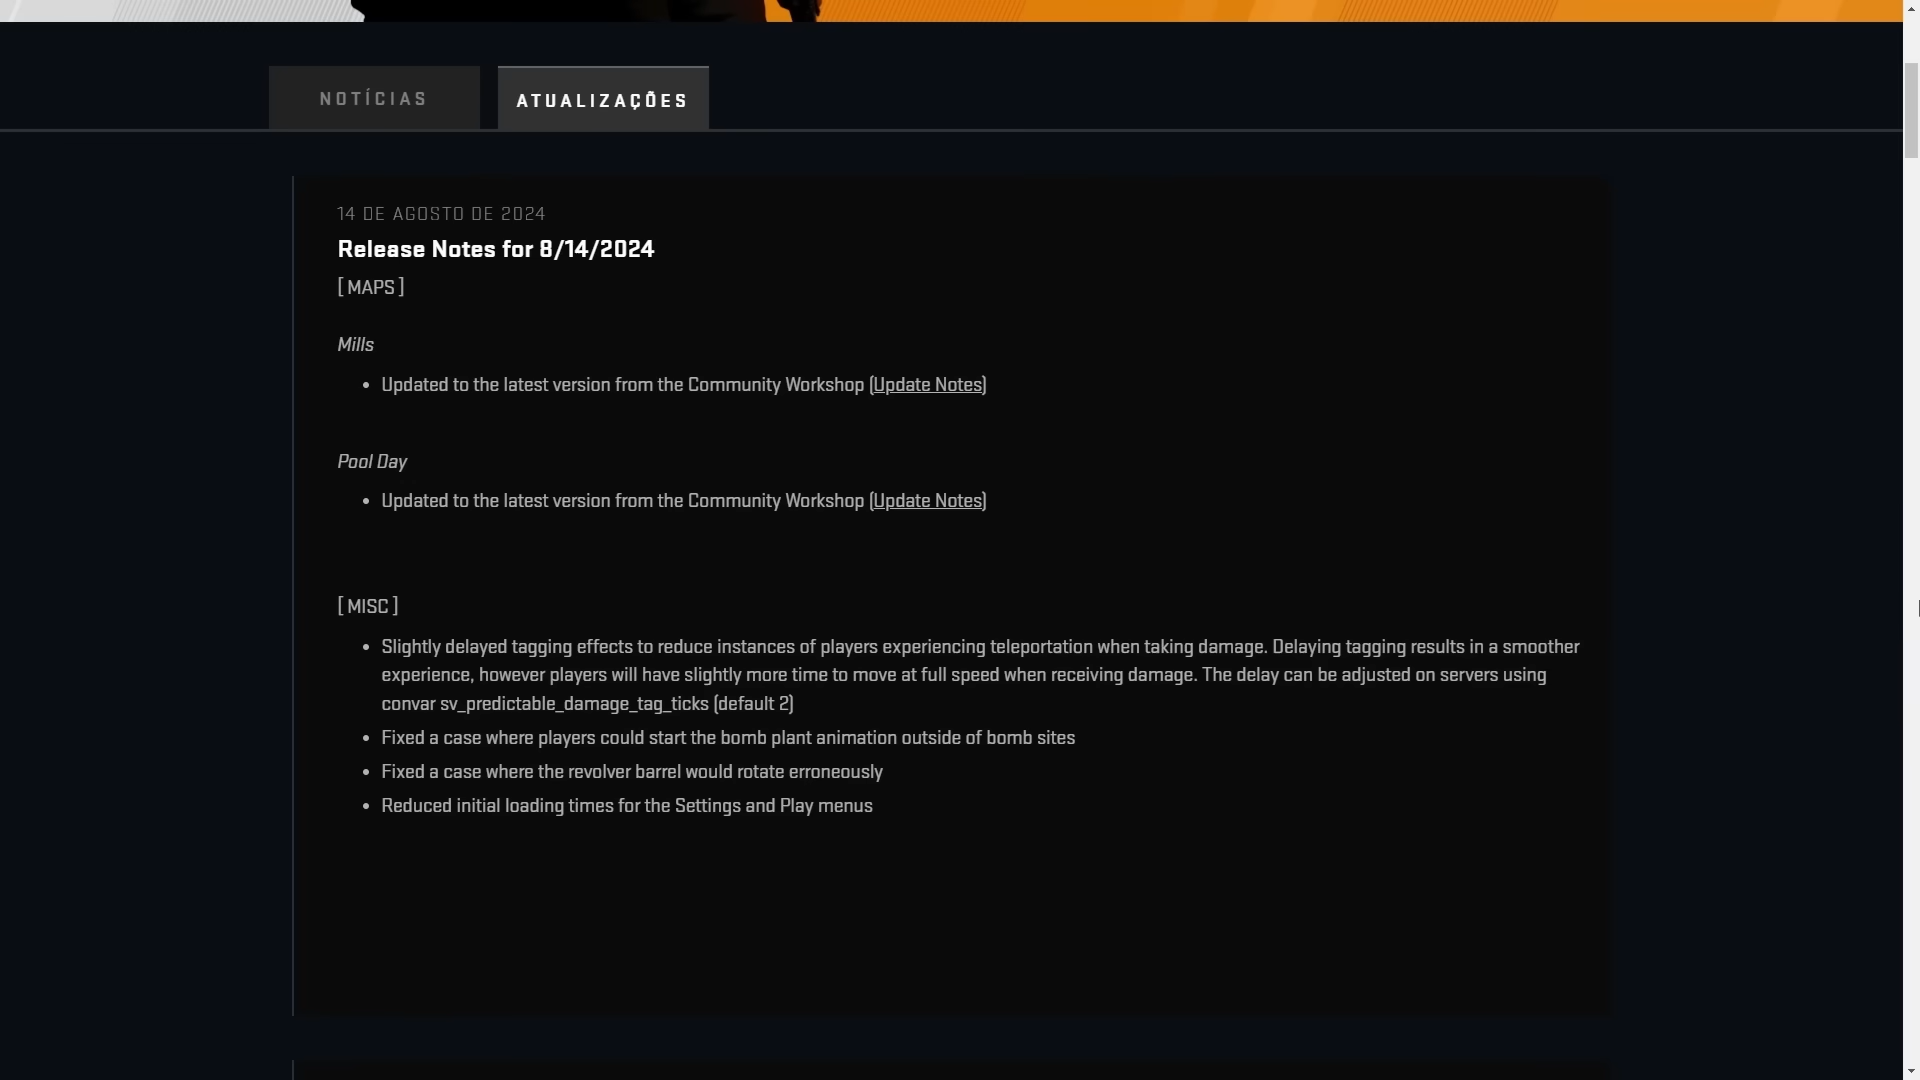 NOTÍCIAS
ATUALIZAÇÕES
14 DE AGOSTO DE 2024
Release Notes for 8/14/2024
[ MAPS ]
Mills
• Updated to the latest version from the Community Workshop (Update Notes)
Pool Day
• Updated to the latest version from the Community Workshop (Update Notes)
[ MISC ]
• Slightly delayed tagging effects to reduce instances of players experiencing teleportation when taking damage. Delaying tagging results in a smoother
experience, however players will have slightly more time to move at full speed when receiving damage. The delay can be adjusted on servers using
convar sv_predictable_damage_tag_ticks (default 2)
• Fixed a case where players could start the bomb plant animation outside of bomb sites
• Fixed a case where the revolver barrel would rotate erroneously
• Reduced initial loading times for the Settings and Play menus